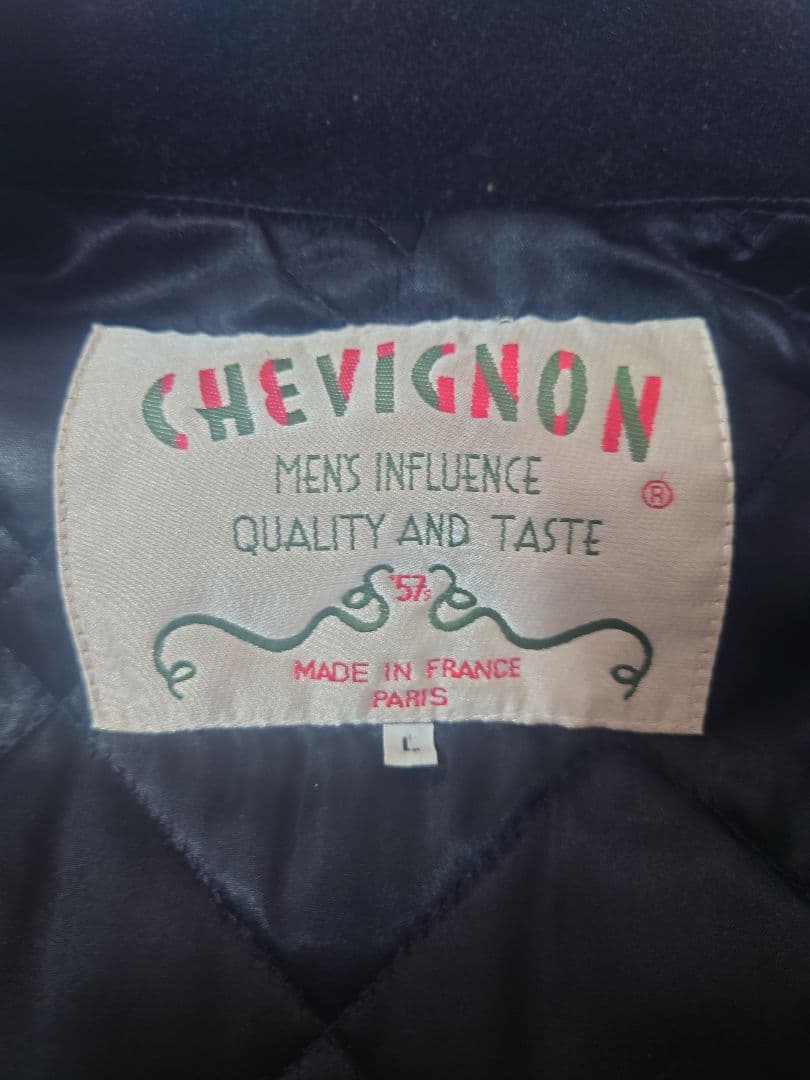 CHEVIGNON
®
MEN'S INFLUENCE
QUALITY AND TASTE
'57s
MADE IN FRANCE
PARIS
L